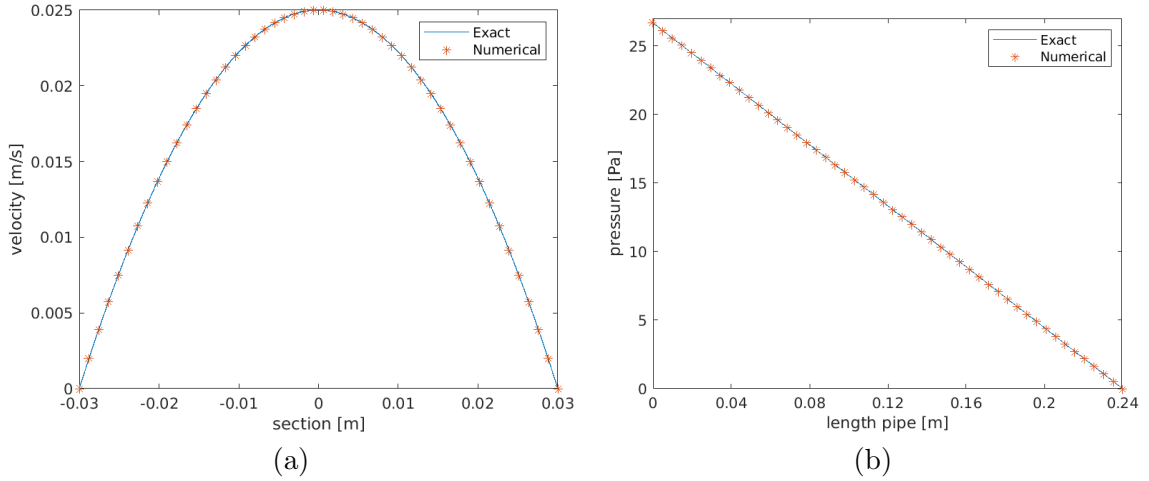 0.025
0.02
0.015
0.01
0.005
0
velocity [m/s]
Exact
Numerical
-0.03
-0.02
-0.01
0
0.01
0.02
0.03
section [m]
(a)
25
20
15
10
5
0
pressure [Pa]
Exact
Numerical
0
0.04
0.08
0.12
0.16
0.2
0.24
length pipe [m]
(b)